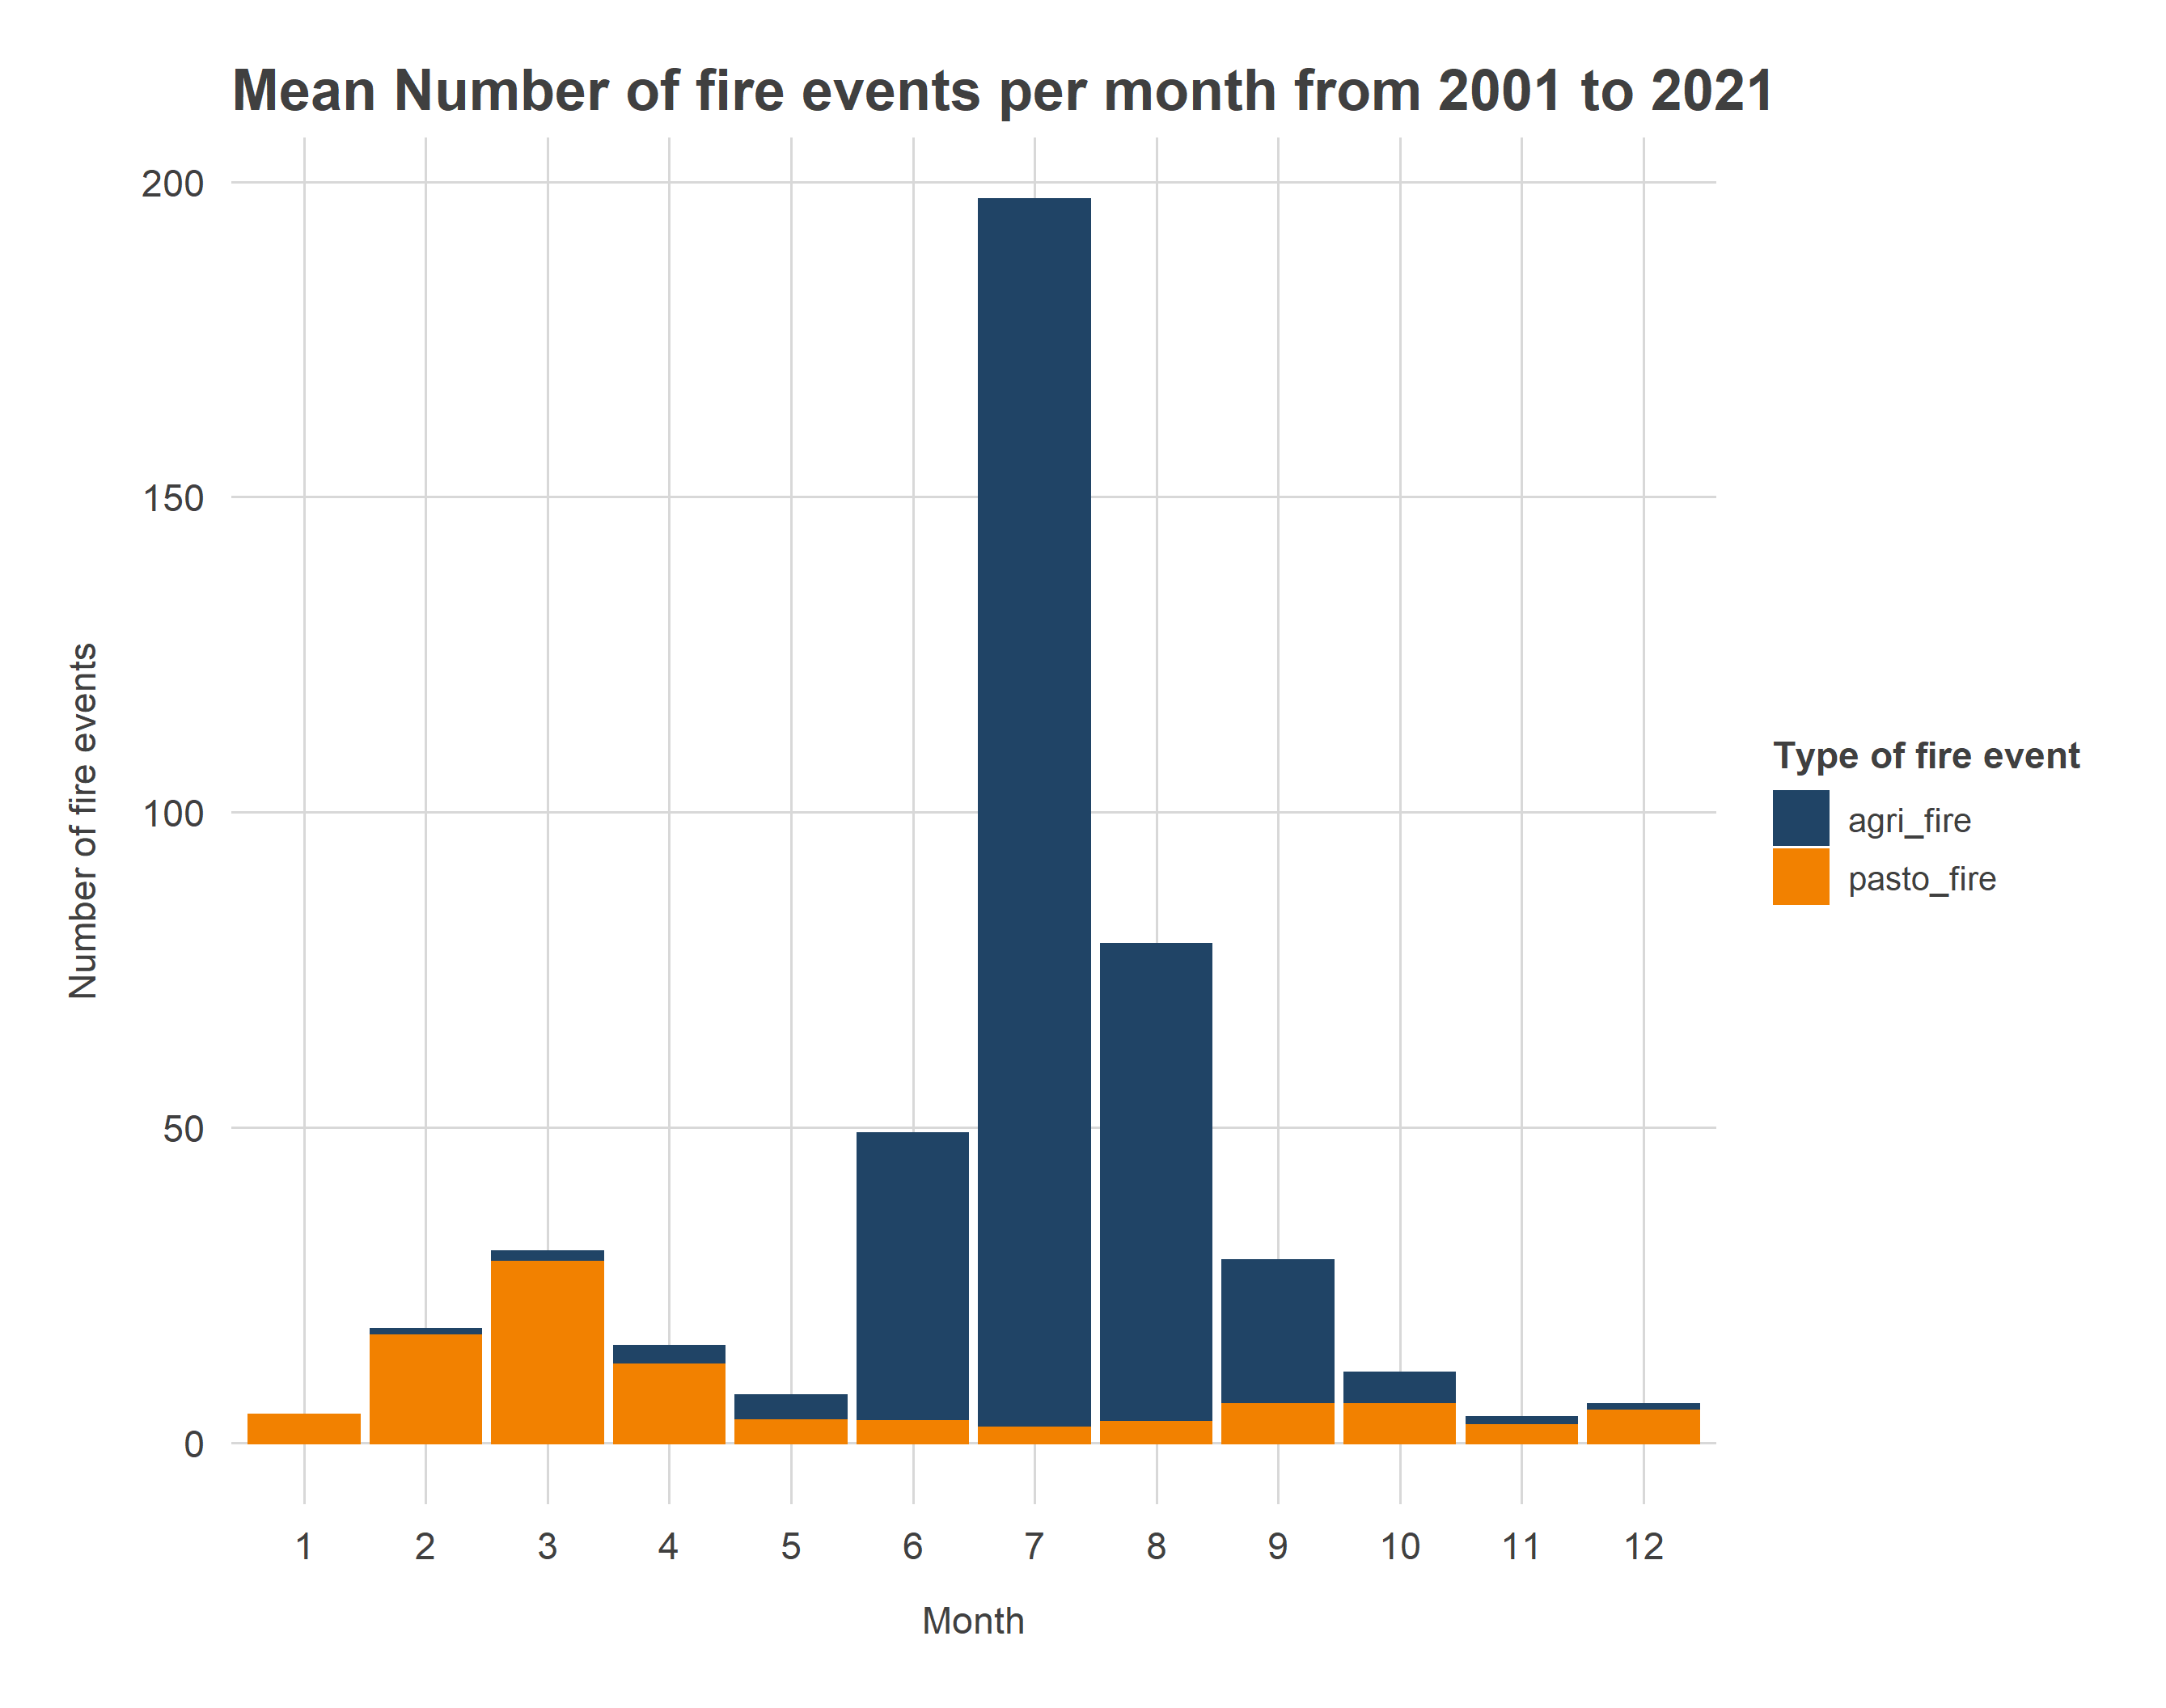 Mean Number of fire events per month from 2001 to 2021
200
150
100
50
0
Number of fire events
1 2 3 4 5 6 7 8 9 10 11 12
Month
Type of fire event
agri_fire
pasto_fire